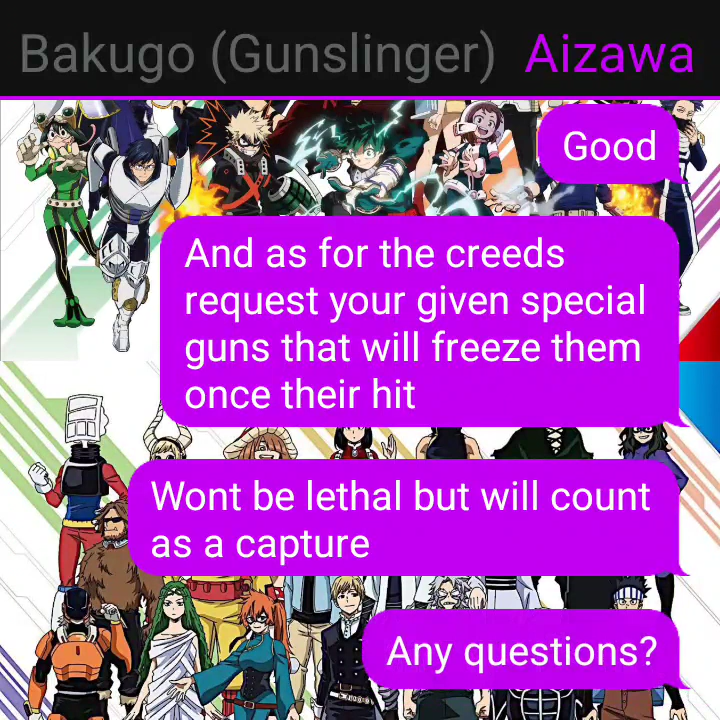 Bakugo (Gunslinger) Aizawa
Good
And as for the creeds
request your given special
guns that will freeze them
once their hit
Wont be lethal but will count
as a capture
Any questions?